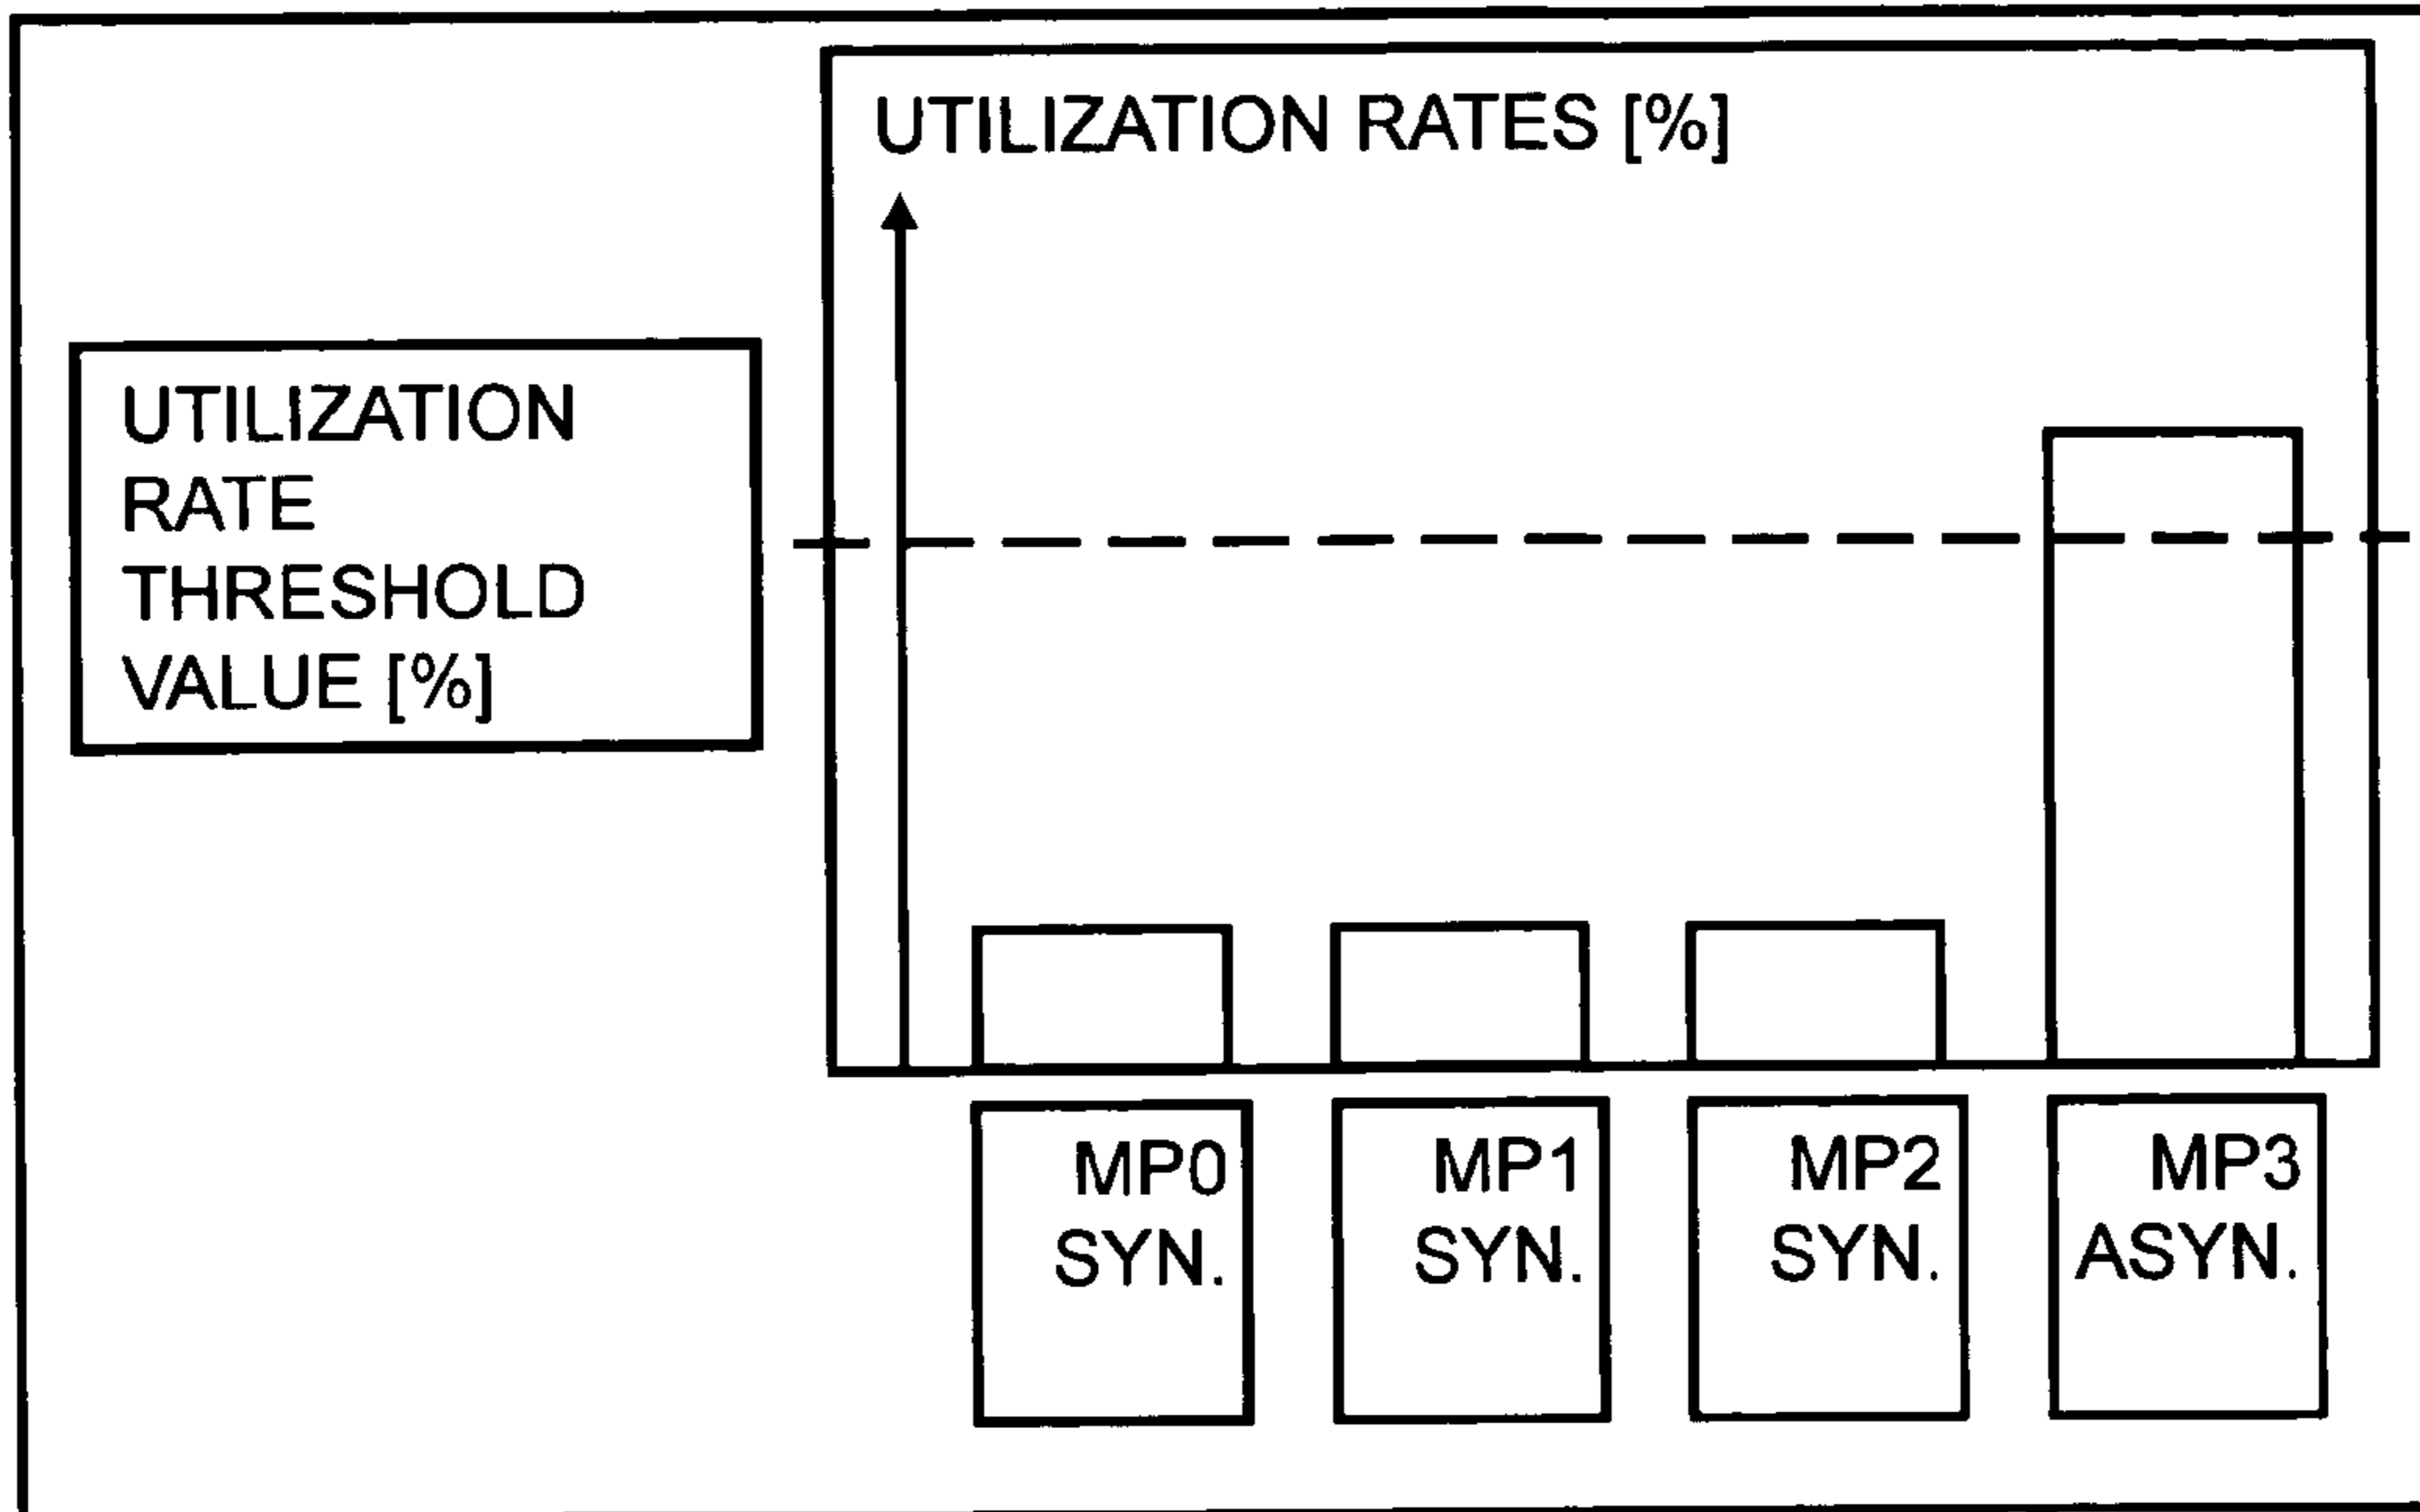 UTILIZATION RATES [%]
UTILIZATION
RATE
THRESHOLD
VALUE [%]
MP0
SYN.
MP1
SYN.
MP2
SYN.
MP3
ASYN.